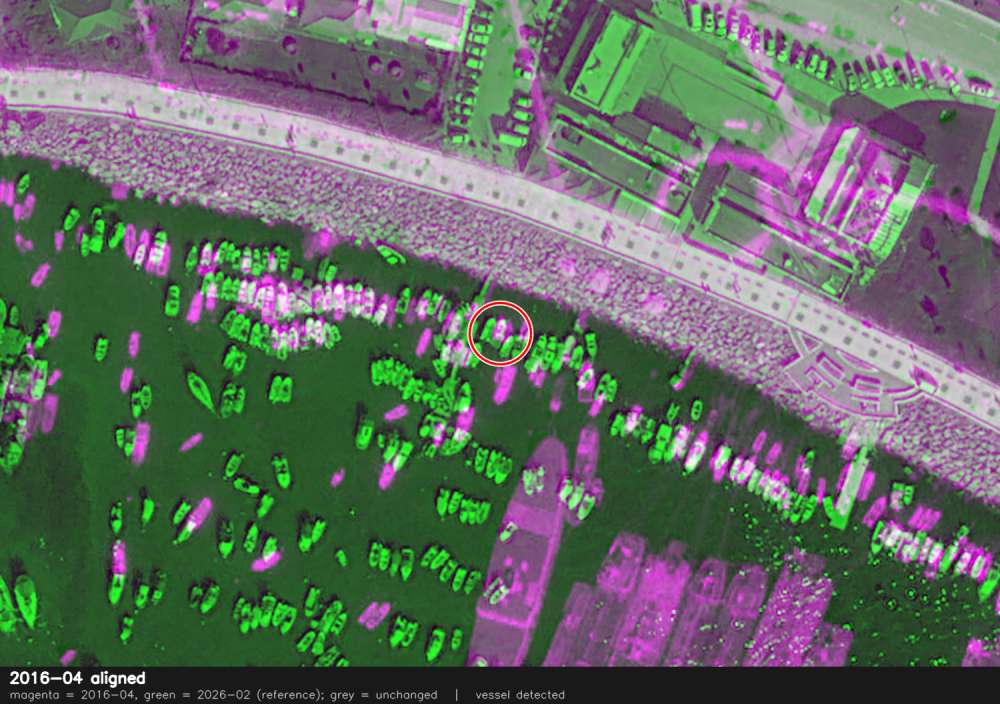 2016-04 aligned
magenta = 2016-04, green = 2026-02 (reference); grey = unchanged | vessel detected